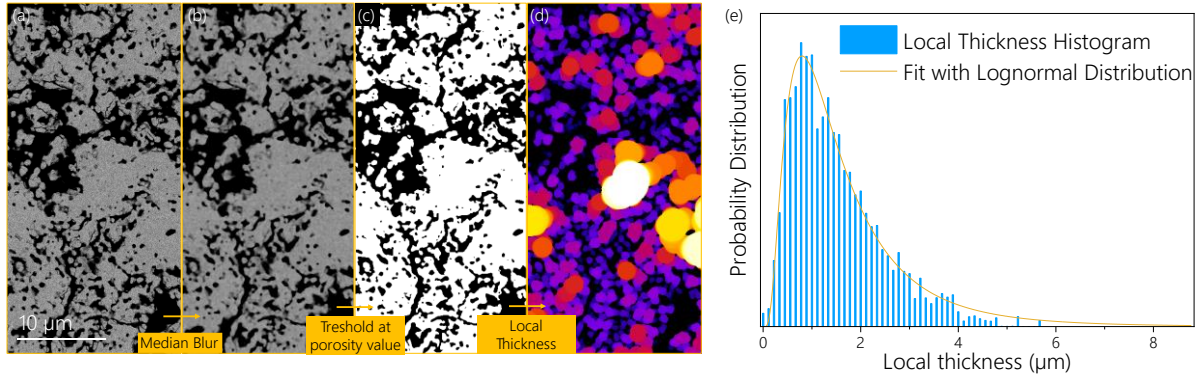 (a)
(b)
(c)
(d)
(e)
10 µm
Median Blur
Treshold at
porosity value
Local
Thickness
Local Thickness Histogram
Fit with Lognormal Distribution
Probability Distribution
0
2
4
6
8
Local thickness (µm)